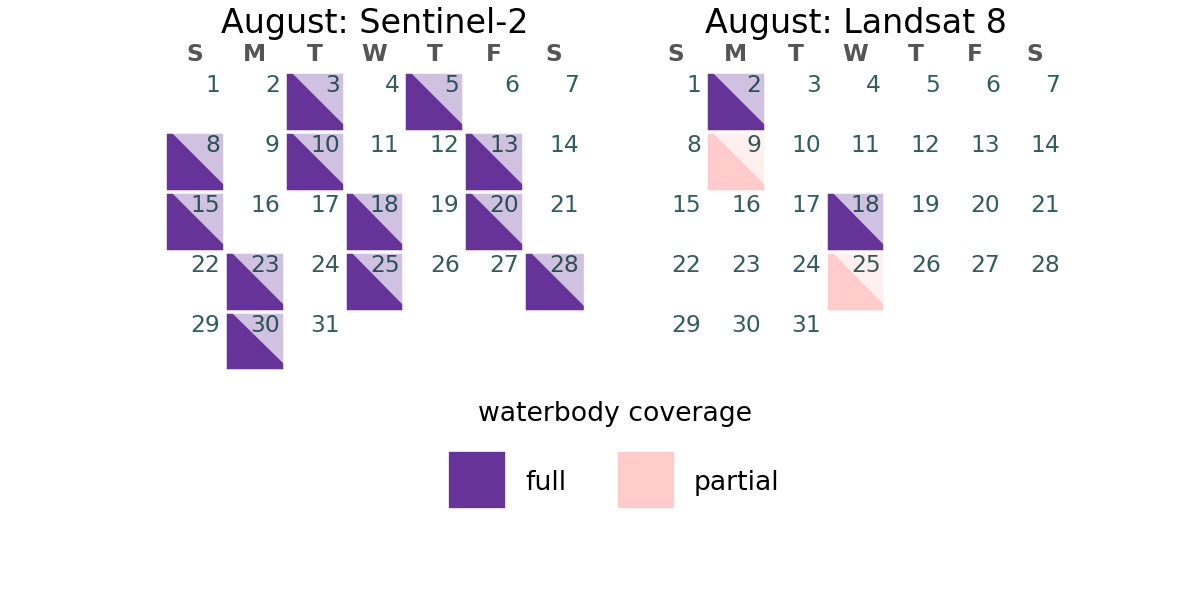 August: Sentinel-2
S M T W T F S
1 2 3 4 5 6 7
8 9 10 11 12 13 14
15 16 17 18 19 20 21
22 23 24 25 26 27 28
29 30 31
August: Landsat 8
S M T W T F S
1 2 3 4 5 6 7
8 9 10 11 12 13 14
15 16 17 18 19 20 21
22 23 24 25 26 27 28
29 30 31
waterbody coverage
full
partial